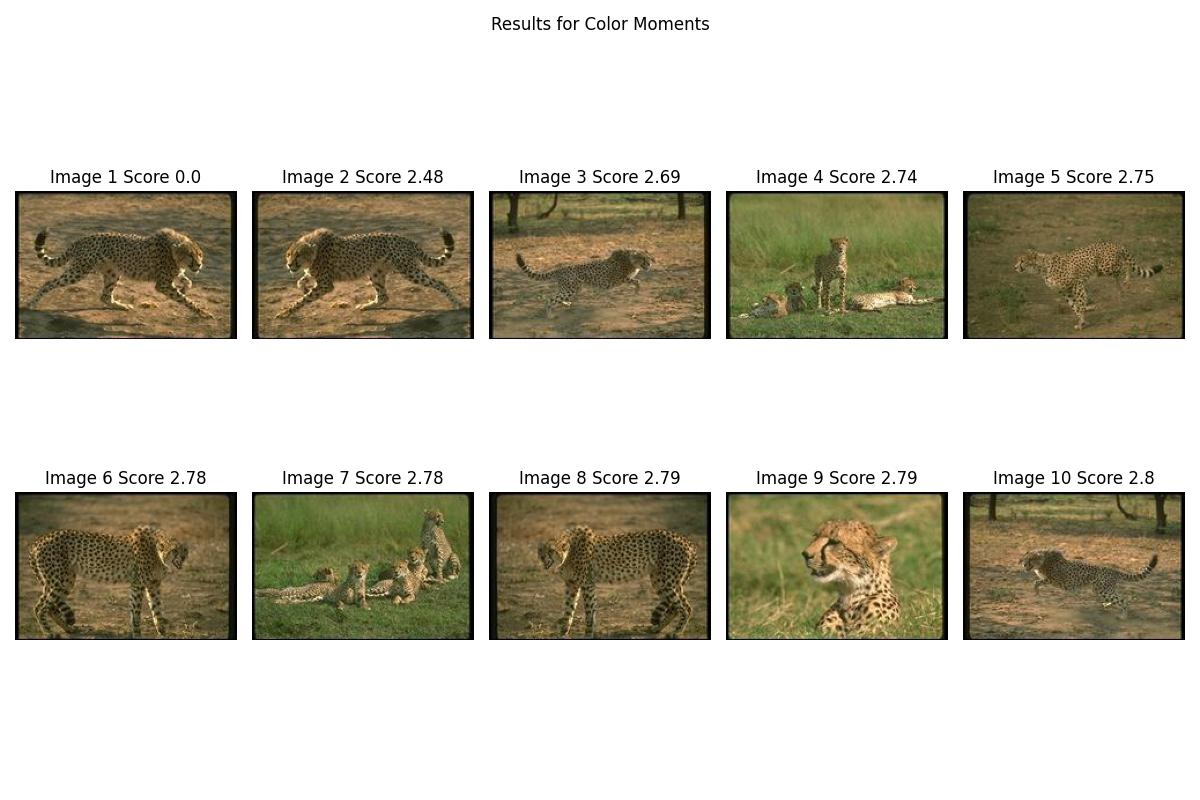 Results for Color Moments
Image 1 Score 0.0
Image 2 Score 2.48
Image 3 Score 2.69
Image 4 Score 2.74
Image 5 Score 2.75
Image 6 Score 2.78
Image 7 Score 2.78
Image 8 Score 2.79
Image 9 Score 2.79
Image 10 Score 2.8